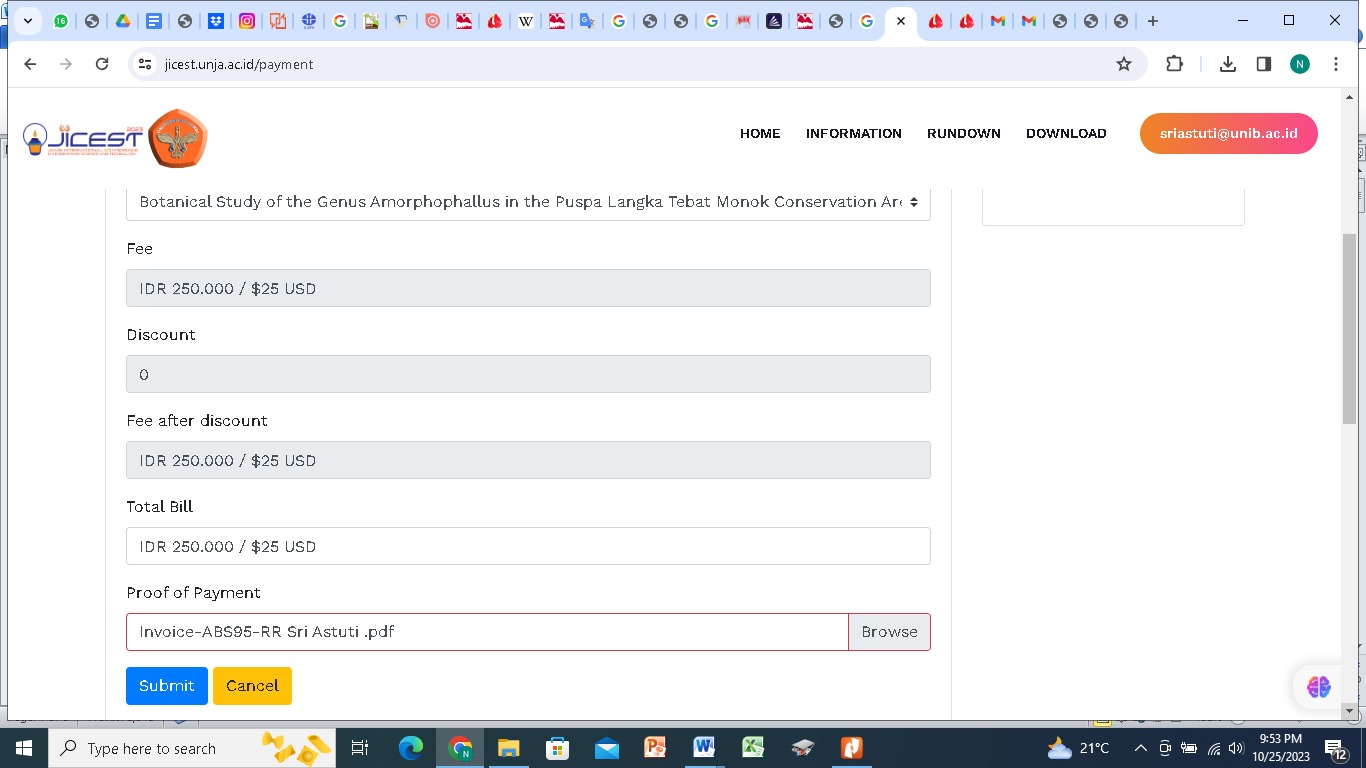 16
jicest.unja.ac.id/payment
N
JICEST
HOME
INFORMATION
RUNDOWN
DOWNLOAD
sriastuti@unib.ac.id
Botanical Study of the Genus Amorphophallus in the Puspa Langka Tebat Monok Conservation Are
Fee
IDR 250.000 / $25 USD
Discount
0
Fee after discount
IDR 250.000 / $25 USD
Total Bill
IDR 250.000 / $25 USD
Proof of Payment
Invoice-ABS95-RR Sri Astuti .pdf
Browse
Submit
Cancel
Type here to search
21°C
9:53 PM
10/25/2023
12